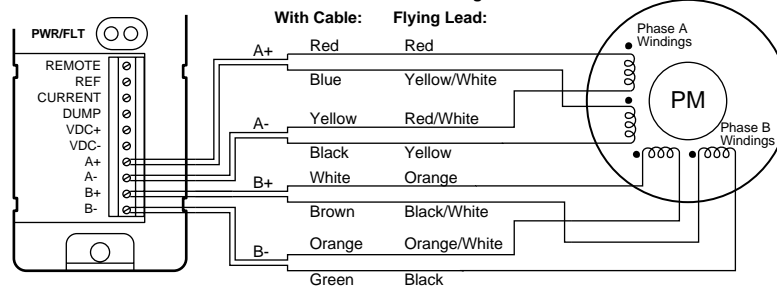 With Cable: Flying Lead:
PWR/FLT
REMOTE
REF
CURRENT
DUMP
VDC+
VDC-
A+
A-
B+
B-
A+ Red Red
Blue Yellow/White
A- Yellow Red/White
Black Yellow
B+ White Orange
Brown Black/White
B- Orange Orange/White
Green Black
Phase A
Windings
PM
Phase B
Windings